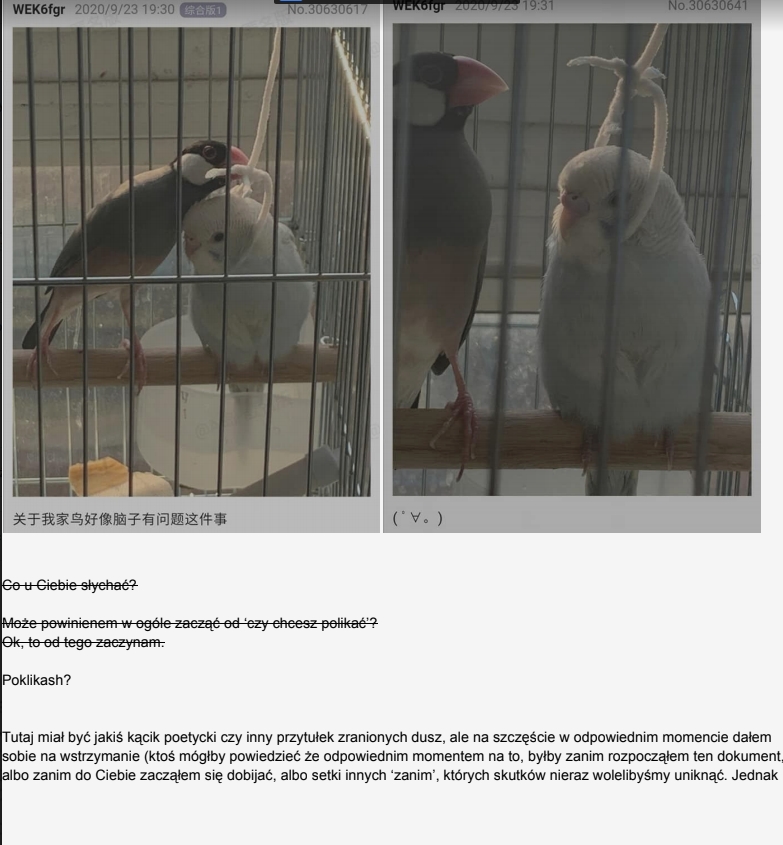 WEK6fgr 2020/9/23 19:30 综合版1 No.30630617
WEK6fgr 2020/9/23 19:31 No.30630641
关于我家鸟好像脑子有问题这件事
( ﾟ∀。)
Co u Ciebie słychać?
Może powinienem w ogóle zacząć od ‘czy chcesz polikać’?
Ok, to od tego zaczynam.
Poklikash?
Tutaj miał być jakiś kącik poetycki czy inny przytułek zranionych dusz, ale na szczęście w odpowiednim momencie dałem
sobie na wstrzymanie (ktoś mógłby powiedzieć że odpowiednim momentem na to, byłby zanim rozpocząłem ten dokument,
albo zanim do Ciebie zacząłem się dobijać, albo setki innych ‘zanim’, których skutków nieraz wolelibyśmy uniknąć. Jednak